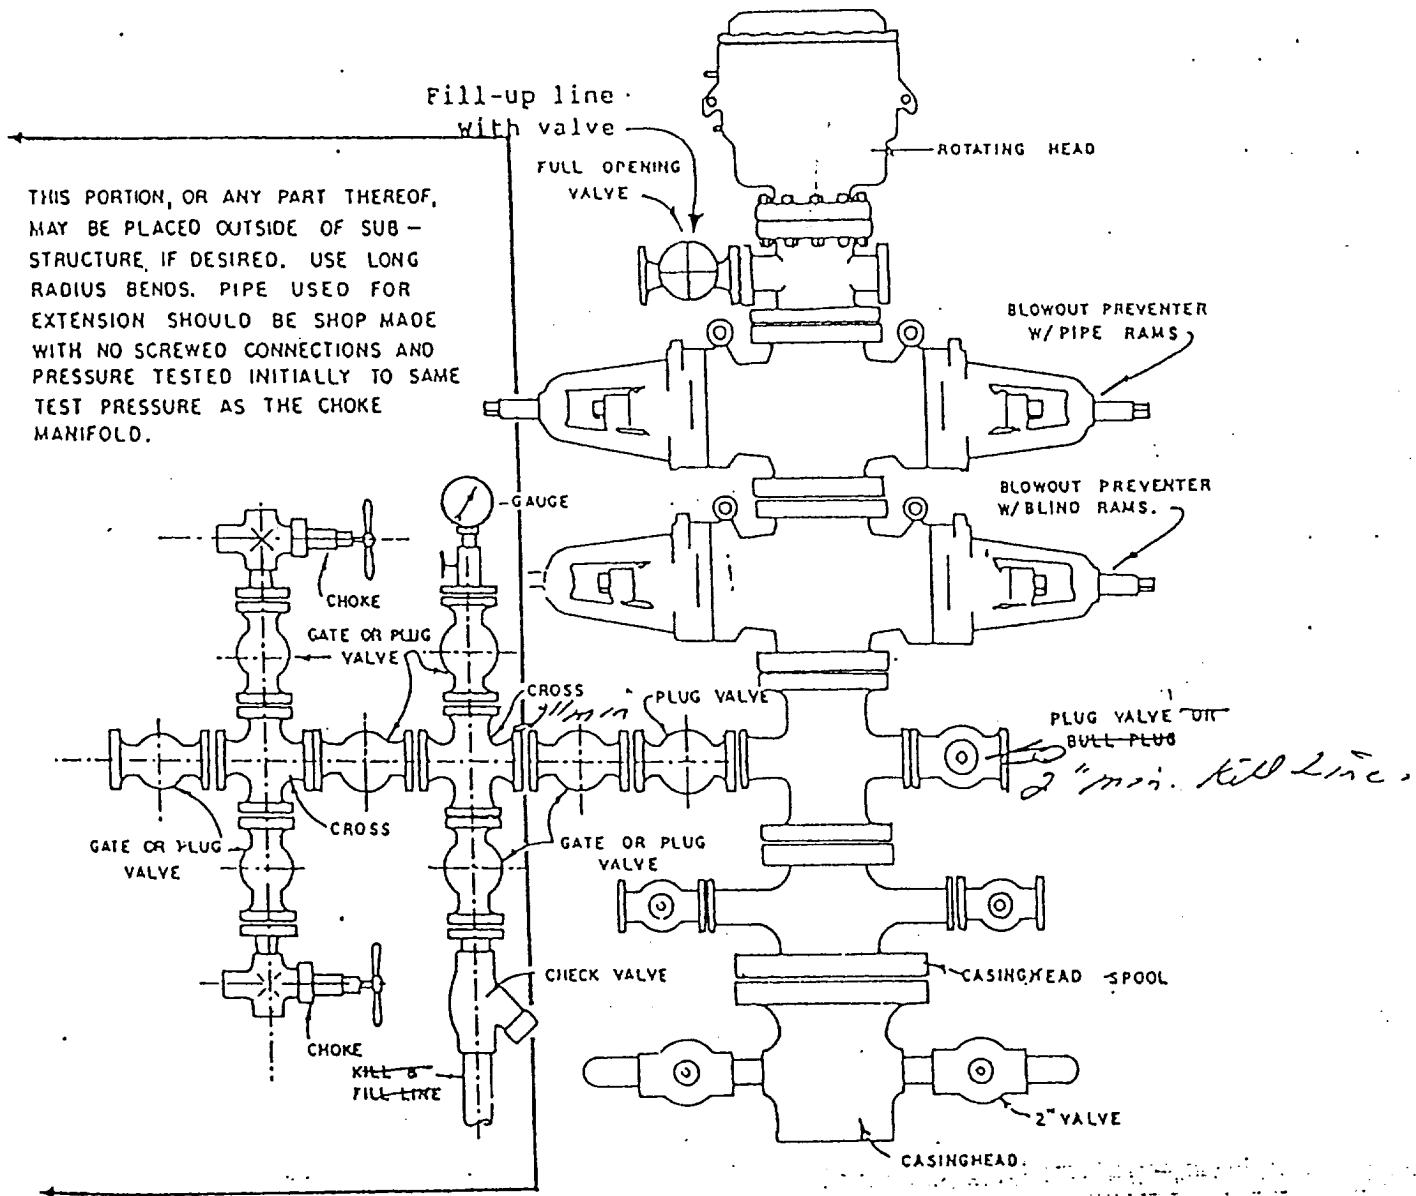 Fill-up line
with valve
FULL OPENING
VALVE
ROTATING HEAD
THIS PORTION, OR ANY PART THEREOF,
MAY BE PLACED OUTSIDE OF SUB-
STRUCTURE, IF DESIRED. USE LONG
RADIUS BENDS. PIPE USED FOR
EXTENSION SHOULD BE SHOP MADE
WITH NO SCREWED CONNECTIONS AND
PRESSURE TESTED INITIALLY TO SAME
TEST PRESSURE AS THE CHOKE
MANIFOLD.
BLOWOUT PREVENTER
W/ PIPE RAMS
BLOWOUT PREVENTER
W/BLIND RAMS.
GAUGE
CHOKE
GATE OR PLUG
VALVE
CROSS
" min
PLUG VALVE
PLUG VALVE OR
BULL PLUG
2" min. Kill Line.
CROSS
GATE OR PLUG
VALVE
GATE OR PLUG
VALVE
CHECK VALVE
CASINGHEAD SPOOL
CHOKE
KILL &
FILL LINE
2" VALVE
CASINGHEAD.